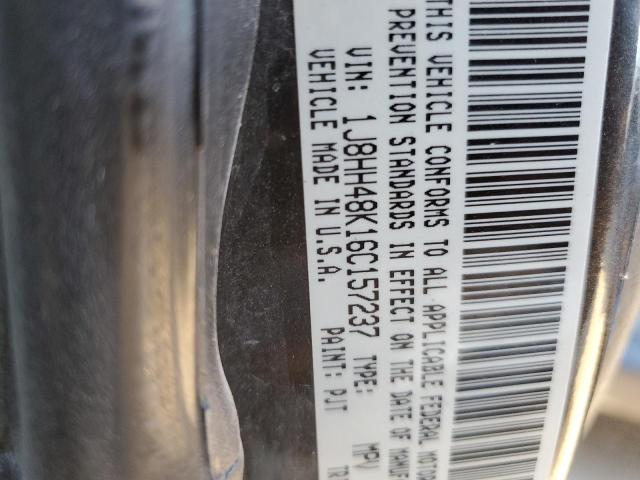 THIS VEHICLE CONFORMS TO ALL APPLICABLE FEDERAL MOTOR
PREVENTION STANDARDS IN EFFECT ON THE DATE OF MANUF
VIN: 1J8HH48K16C157237 TYPE: MPV
VEHICLE MADE IN U.S.A. PAINT: PJT TR